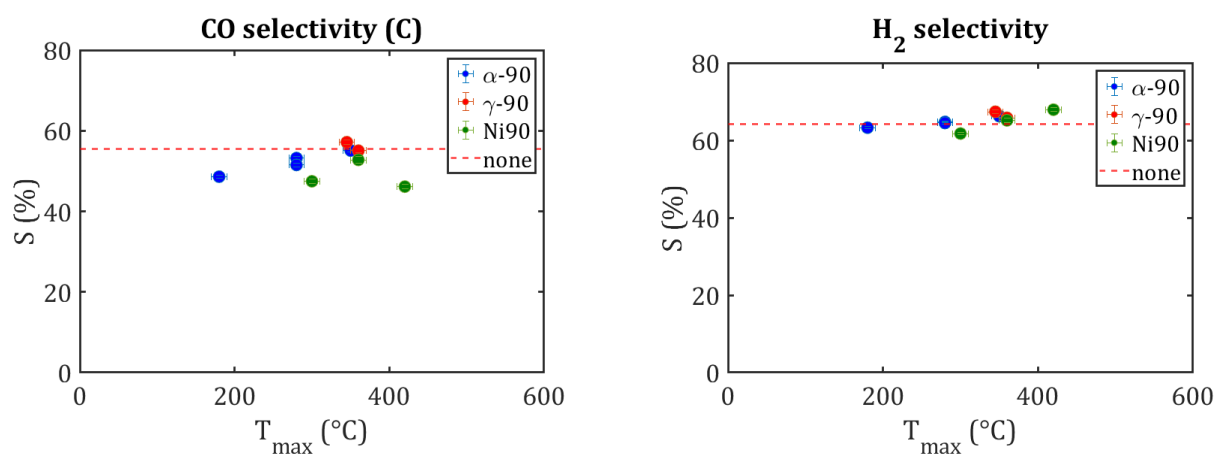 CO selectivity (C)
80
60
40
20
0
S (%)
0 200 400 600
T_max (°C)
α-90
γ-90
Ni90
none
H₂ selectivity
80
60
40
20
0
S (%)
0 200 400 600
T_max (°C)
α-90
γ-90
Ni90
none